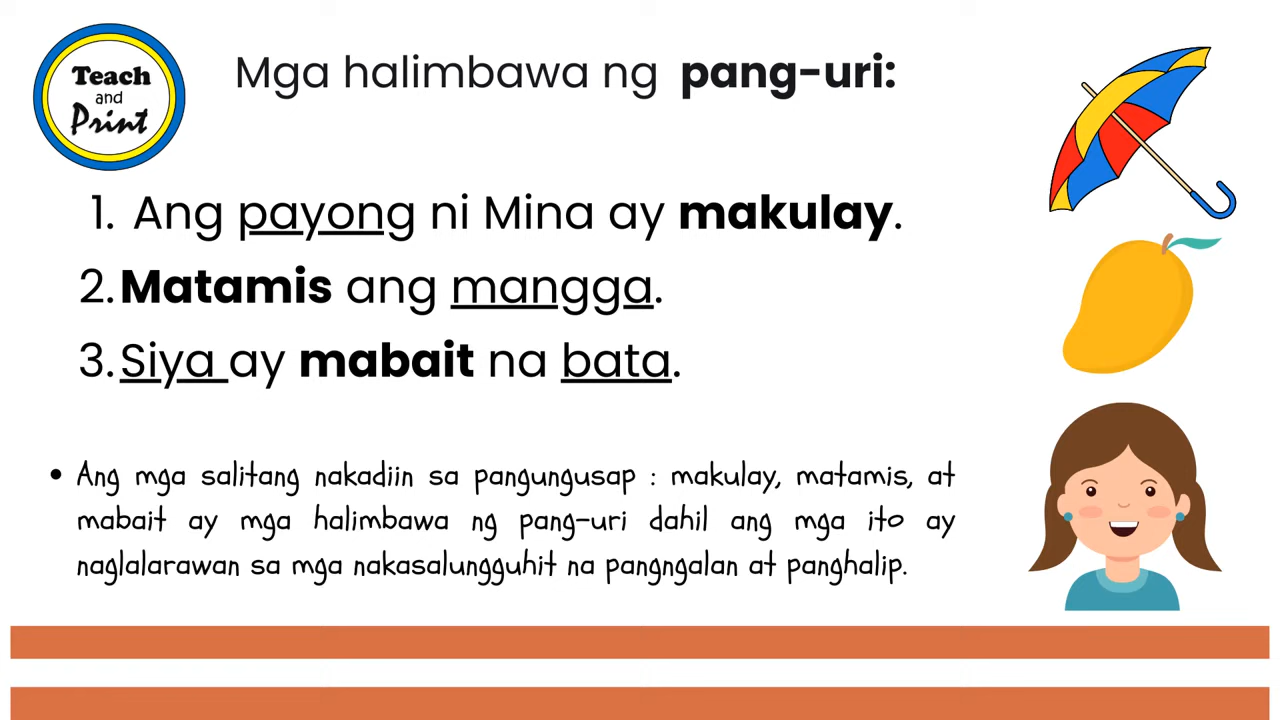 Teach
and
Print
Mga halimbawa ng pang-uri:
1. Ang payong ni Mina ay makulay.
2. Matamis ang mangga.
3. Siya ay mabait na bata.
• Ang mga salitang nakadiin sa pangungusap : makulay, matamis, at
mabait ay mga halimbawa ng pang-uri dahil ang mga ito ay
naglalarawan sa mga nakasalungguhit na pangngalan at panghalip.